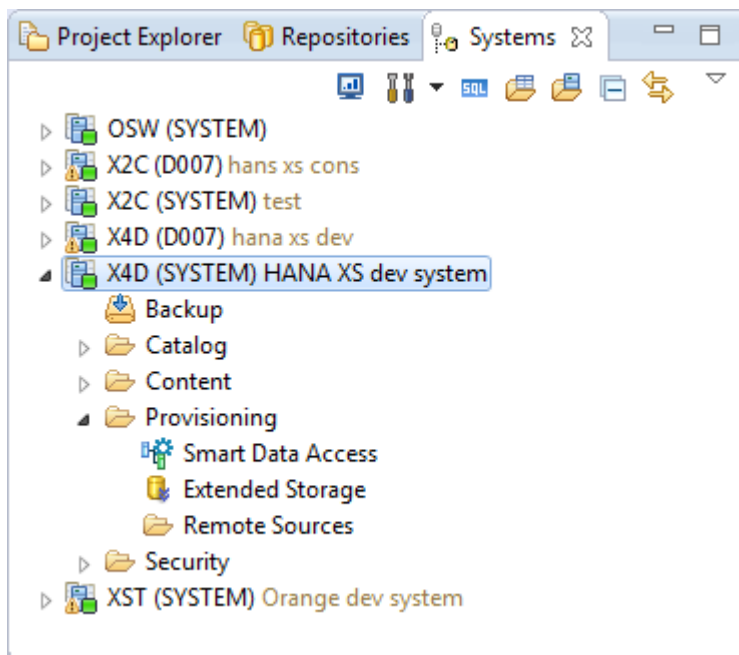 Project Explorer Repositories Systems
SQL
OSW (SYSTEM)
X2C (D007) hans xs cons
X2C (SYSTEM) test
X4D (D007) hana xs dev
X4D (SYSTEM) HANA XS dev system
Backup
Catalog
Content
Provisioning
Smart Data Access
Extended Storage
Remote Sources
Security
XST (SYSTEM) Orange dev system